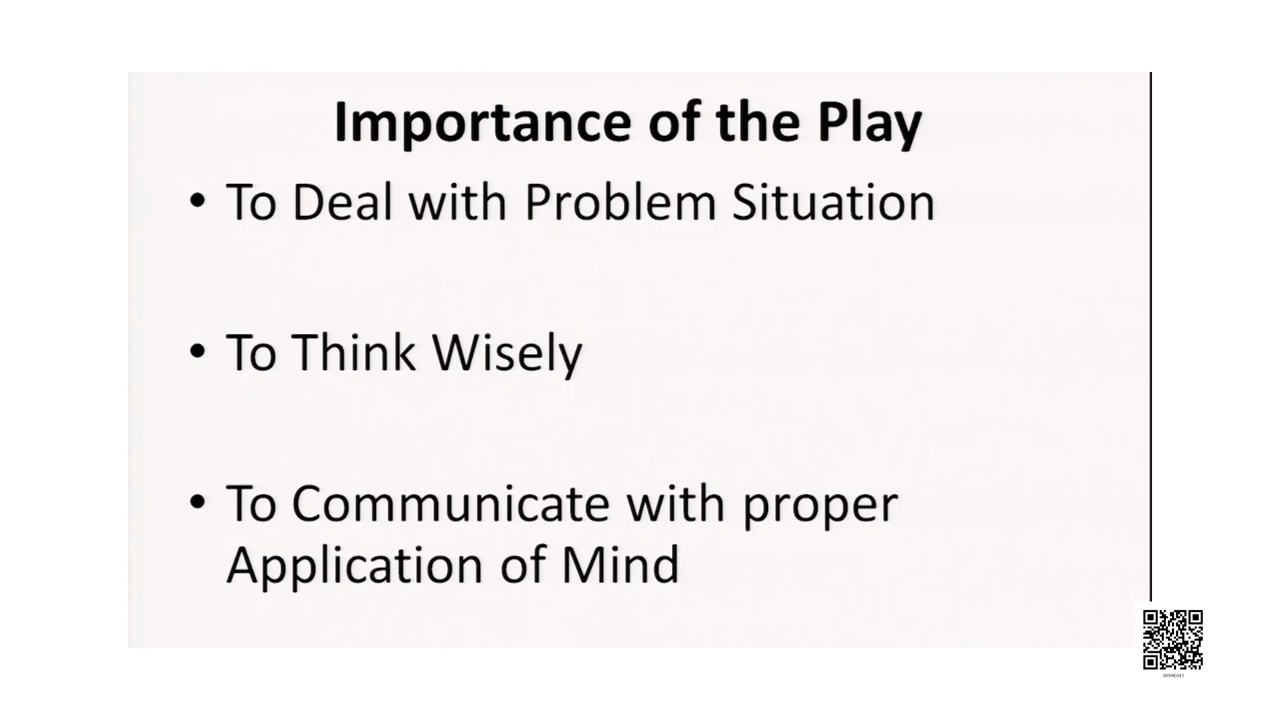 Importance of the Play
• To Deal with Problem Situation
• To Think Wisely
• To Communicate with proper
Application of Mind